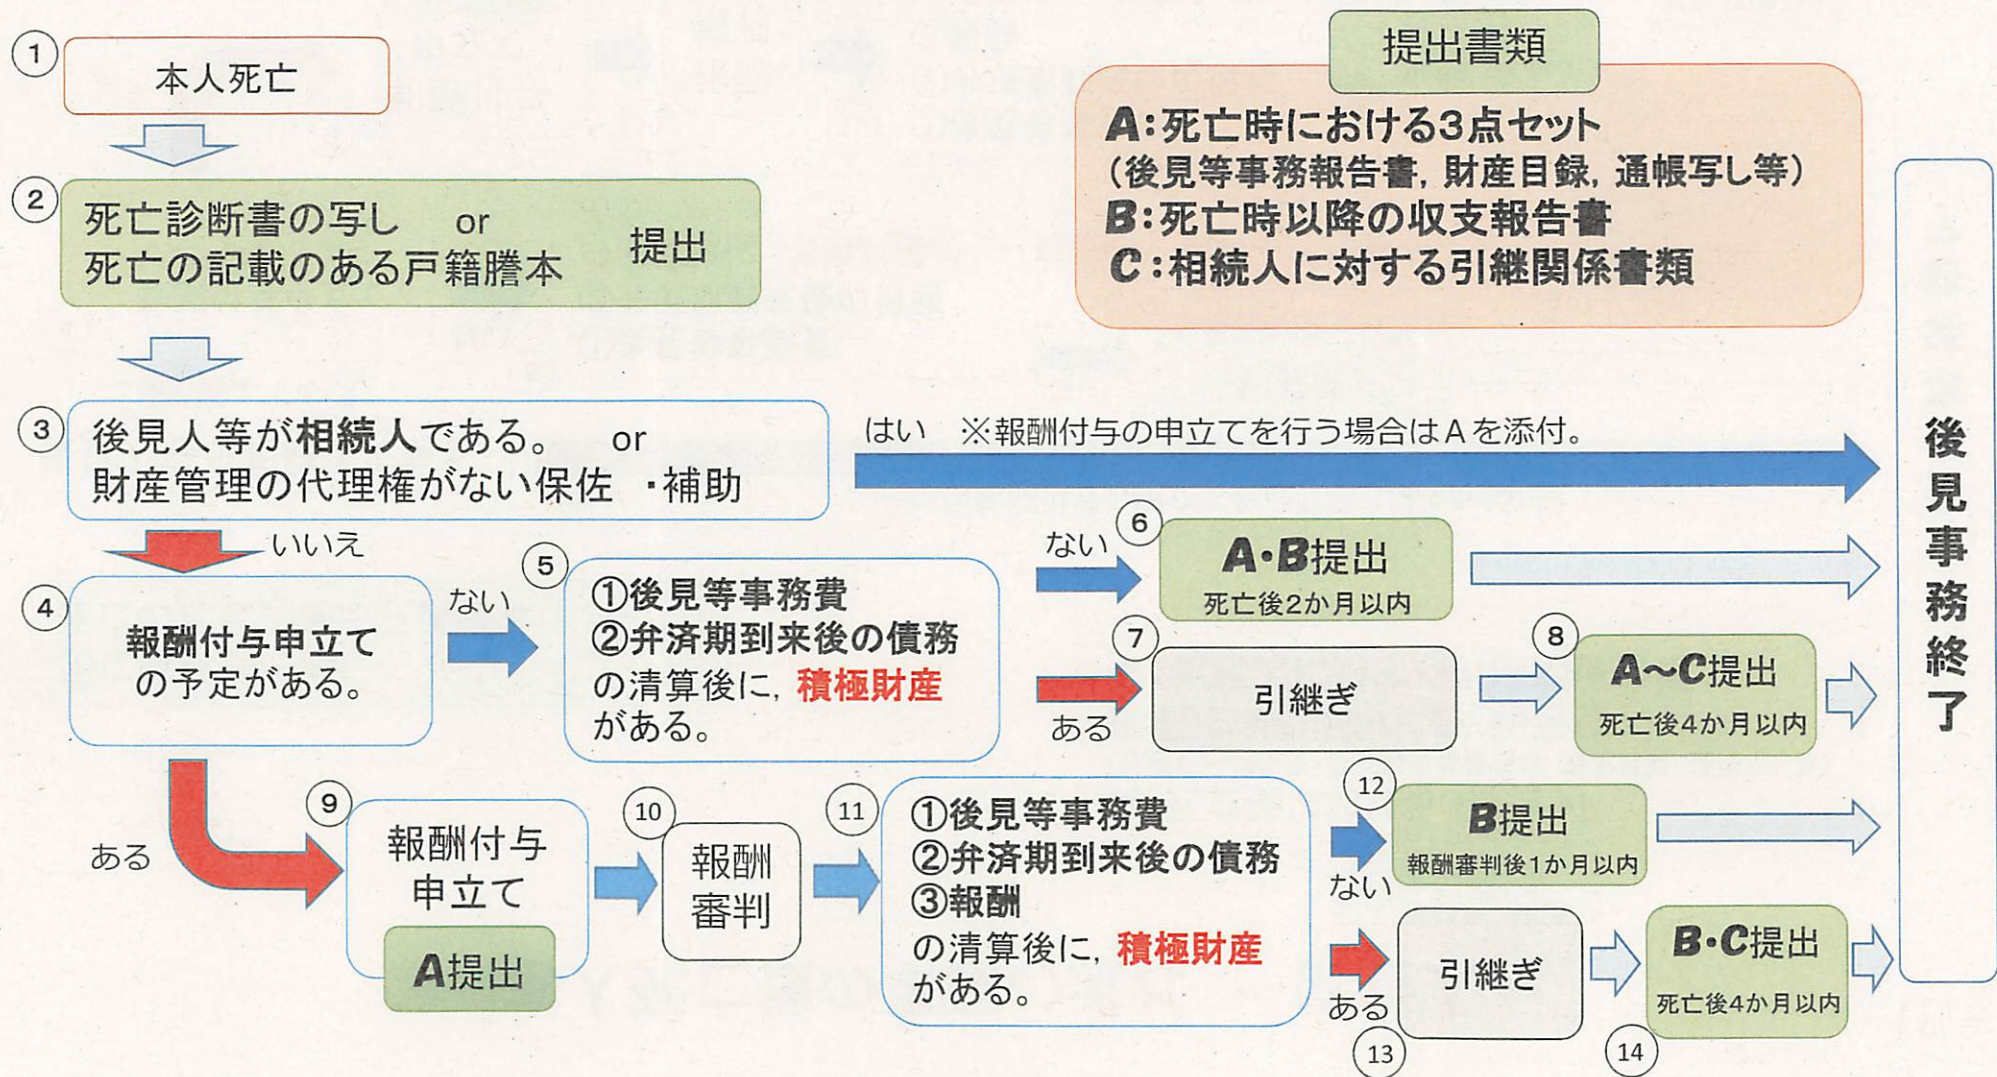 ①
本人死亡
②
死亡診断書の写し or
死亡の記載のある戸籍謄本
提出
提出書類
A:死亡時における3点セット
(後見等事務報告書, 財産目録, 通帳写し等)
B:死亡時以降の収支報告書
C:相続人に対する引継関係書類
③
後見人等が相続人である。 or
財産管理の代理権がない保佐 ・補助
はい ※報酬付与の申立てを行う場合はAを添付。
いいえ
④
報酬付与申立て
の予定がある。
ない
⑤
①後見等事務費
②弁済期到来後の債務
の清算後に, 積極財産
がある。
ない
⑥
A・B提出
死亡後2か月以内
ある
⑦
引継ぎ
⑧
A～C提出
死亡後4か月以内
ある
⑨
報酬付与
申立て
A提出
⑩
報酬
審判
⑪
①後見等事務費
②弁済期到来後の債務
③報酬
の清算後に, 積極財産
がある。
ない
⑫
B提出
報酬審判後1か月以内
ある
⑬
引継ぎ
⑭
B・C提出
死亡後4か月以内
後見事務終了